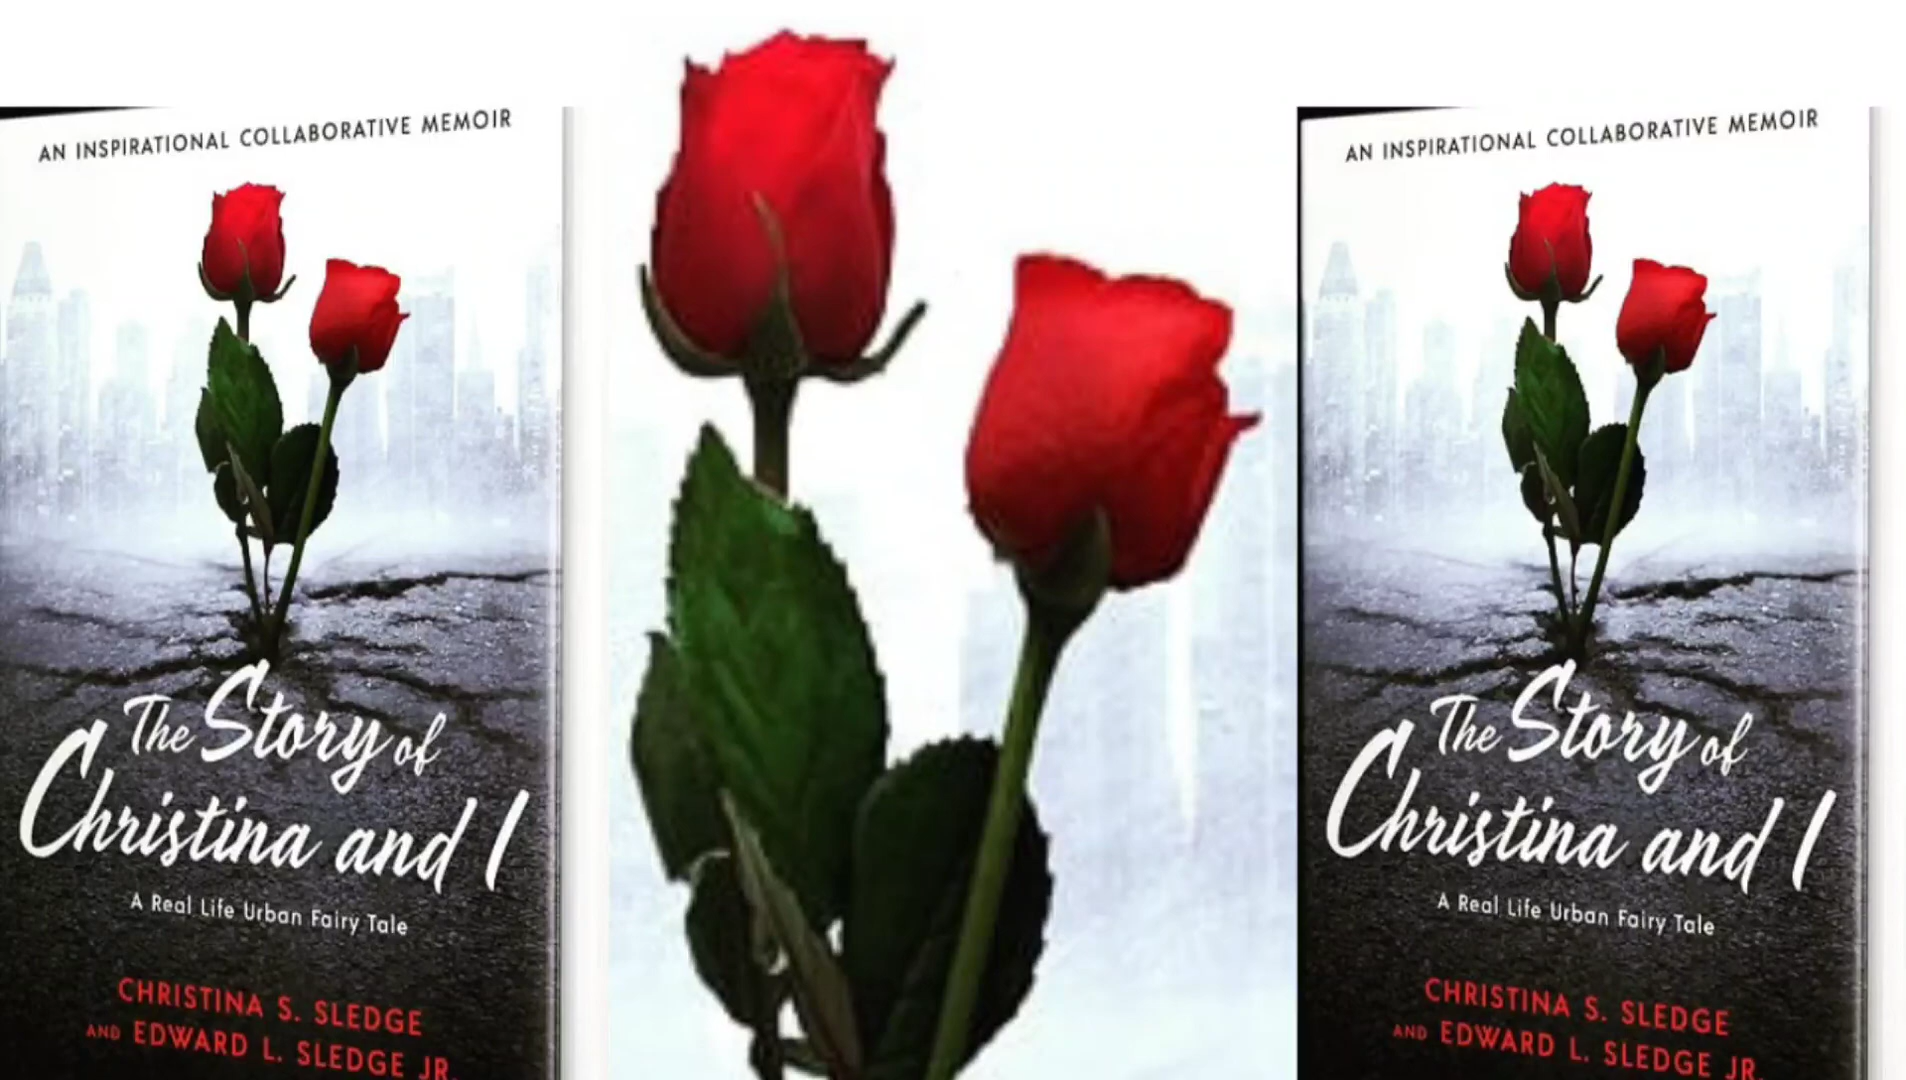 AN INSPIRATIONAL COLLABORATIVE MEMOIR
The Story of
Christina and I
A Real Life Urban Fairy Tale
CHRISTINA S. SLEDGE
AND EDWARD L. SLEDGE JR.
AN INSPIRATIONAL COLLABORATIVE MEMOIR
The Story of
Christina and I
A Real Life Urban Fairy Tale
CHRISTINA S. SLEDGE
AND EDWARD L. SLEDGE JR.